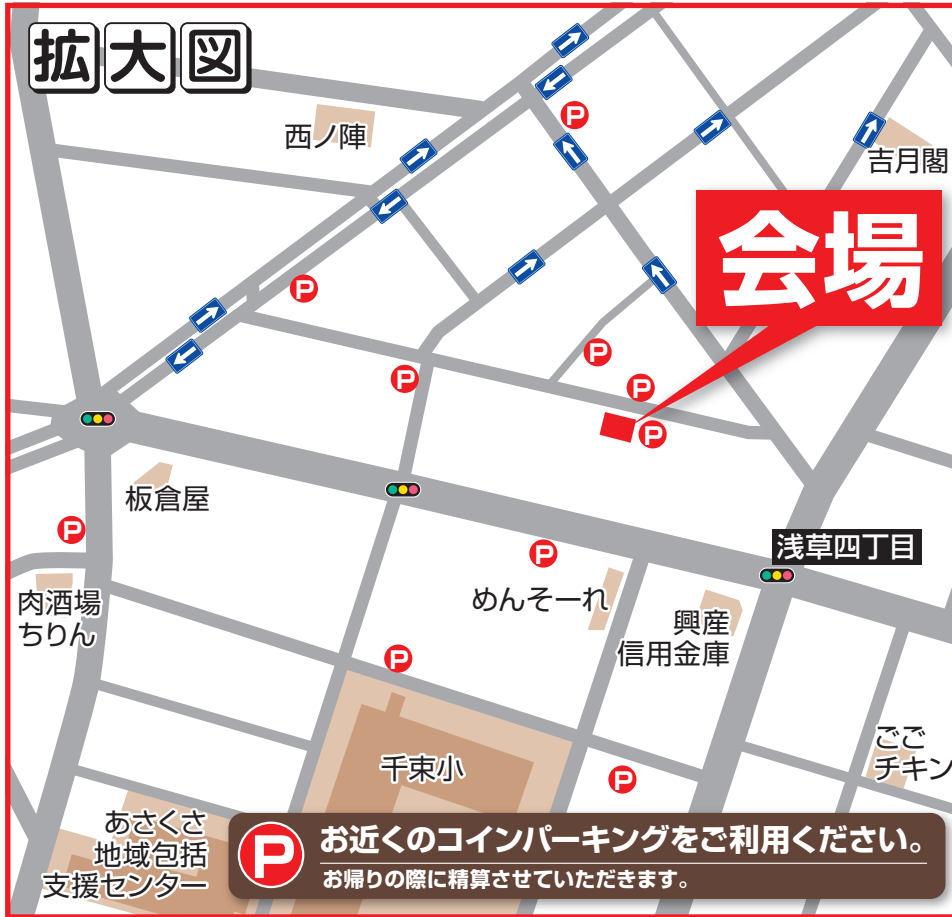 拡大図
P
西ノ陣
吉月閣
会場
P
P
P
P
P
板倉屋
P
P
浅草四丁目
肉酒場
ちりん
めんそーれ
興産
信用金庫
P
千束小
ごご
チキン
P
あさくさ
地域包括
支援センター
P
お近くのコインパーキングをご利用ください。
お帰りの際に精算させていただきます。